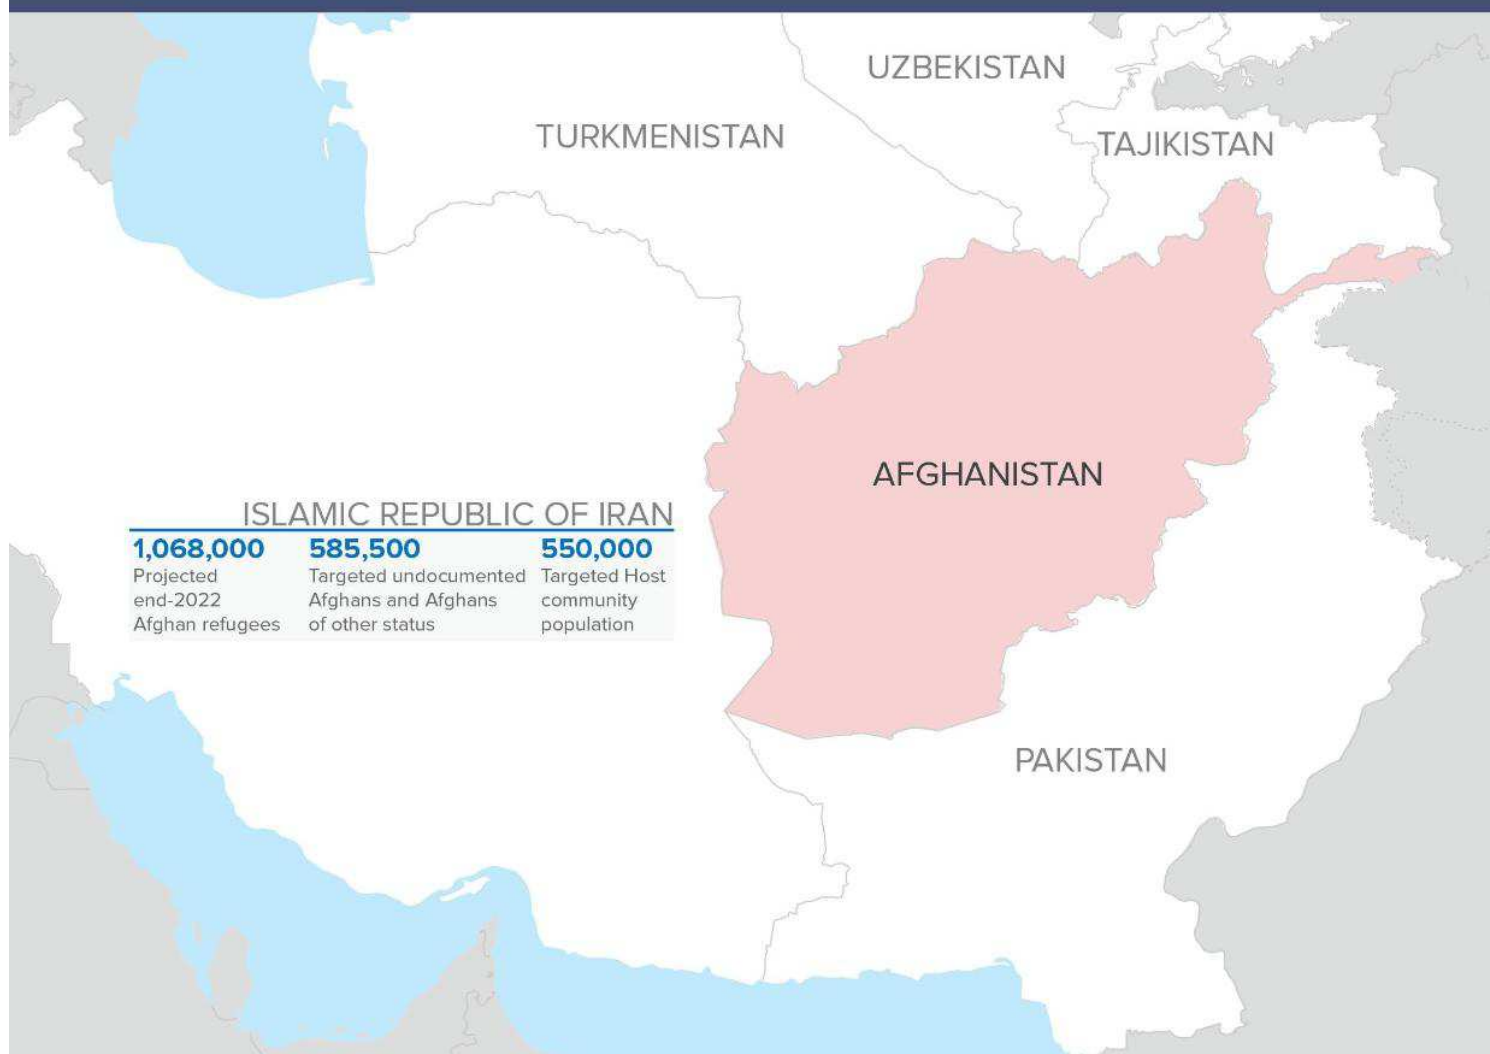 UZBEKISTAN
TURKMENISTAN
TAJIKISTAN
AFGHANISTAN
ISLAMIC REPUBLIC OF IRAN
1,068,000
Projected
end-2022
Afghan refugees
585,500
Targeted undocumented
Afghans and Afghans
of other status
550,000
Targeted Host
community
population
PAKISTAN